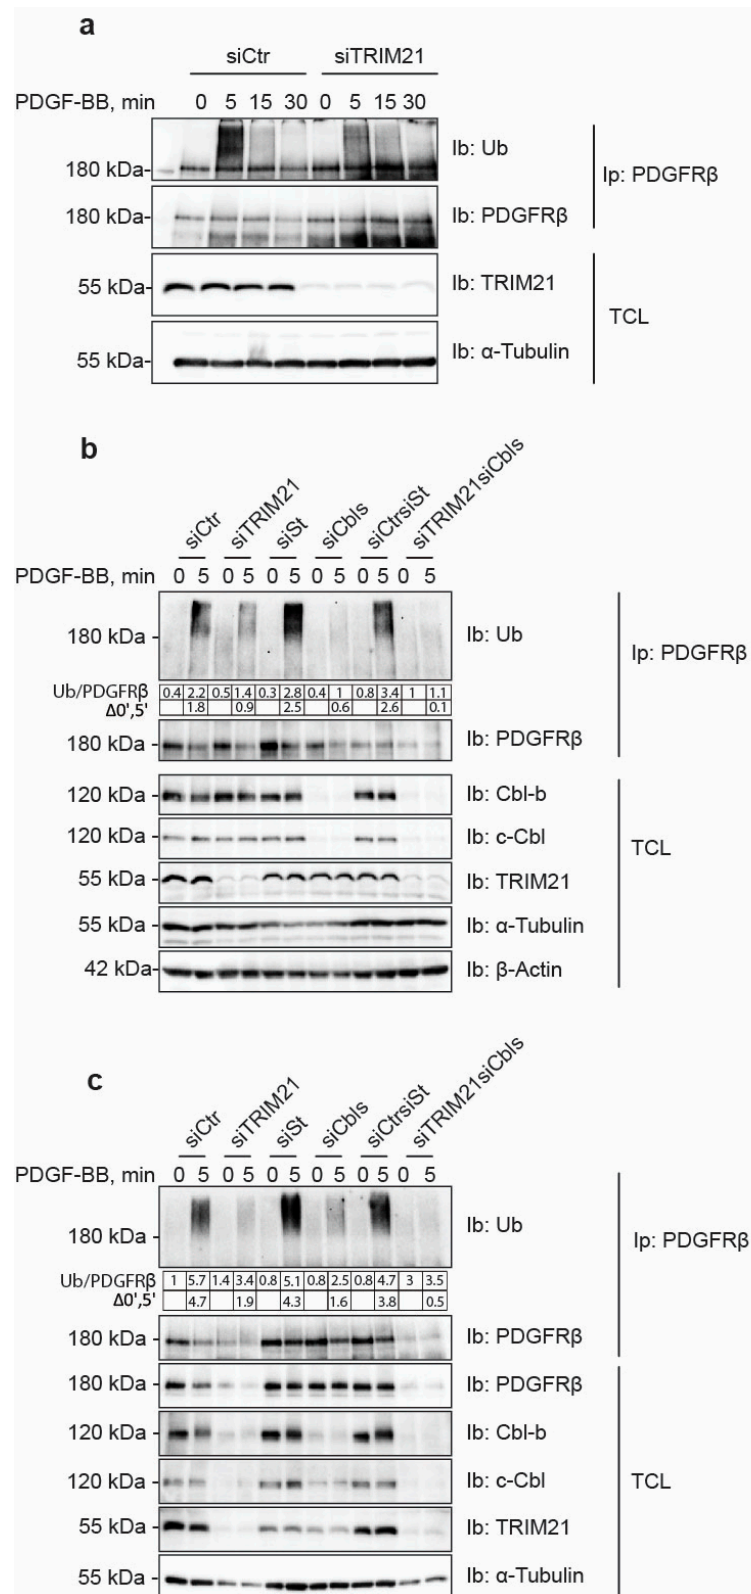 a
siCtr siTRIM21
PDGF-BB, min 0 5 15 30 0 5 15 30
180 kDa- Ib: Ub
Ip: PDGFRβ
180 kDa- Ib: PDGFRβ
55 kDa- Ib: TRIM21
TCL
55 kDa- Ib: α-Tubulin
b
siCtr siTRIM21 siSt siCbls siCtrsiSt siTRIM21siCbls
PDGF-BB, min 0 5 0 5 0 5 0 5 0 5 0 5
180 kDa - Ib: Ub
Ip: PDGFRβ
Ub/PDGFRβ 0.4 2.2 0.5 1.4 0.3 2.8 0.4 1 0.8 3.4 1 1.1
Δ0',5' 1.8 0.9 2.5 0.6 2.6 0.1
180 kDa - Ib: PDGFRβ
120 kDa - Ib: Cbl-b
120 kDa - Ib: c-Cbl
TCL
55 kDa - Ib: TRIM21
55 kDa - Ib: α-Tubulin
42 kDa- Ib: β-Actin
c
siCtr siTRIM21 siSt siCbls siCtrsiSt siTRIM21siCbls
PDGF-BB, min 0 5 0 5 0 5 0 5 0 5 0 5
180 kDa - Ib: Ub
Ip: PDGFRβ
Ub/PDGFRβ 1 5.7 1.4 3.4 0.8 5.1 0.8 2.5 0.8 4.7 3 3.5
Δ0',5' 4.7 1.9 4.3 1.6 3.8 0.5
180 kDa - Ib: PDGFRβ
180 kDa - Ib: PDGFRβ
120 kDa - Ib: Cbl-b
120 kDa - Ib: c-Cbl
TCL
55 kDa - Ib: TRIM21
55 kDa - Ib: α-Tubulin